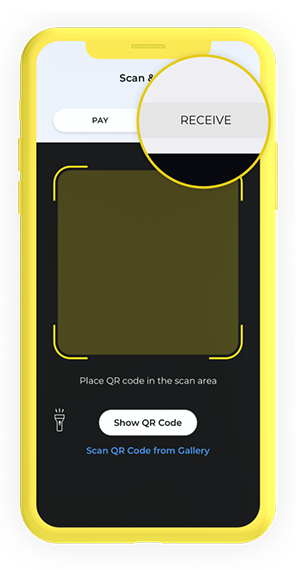 Scan &
PAY
RECEIVE
Place QR code in the scan area
Show QR Code
Scan QR Code from Gallery